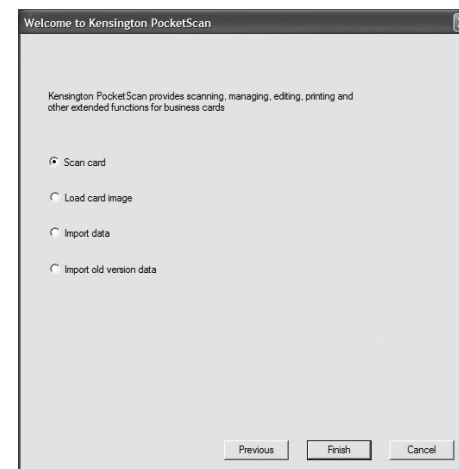 Welcome to Kensington PocketScan
Kensington PocketScan provides scanning, managing, editing, printing and
other extended functions for business cards
Scan card
Load card image
Import data
Import old version data
Previous Finish Cancel